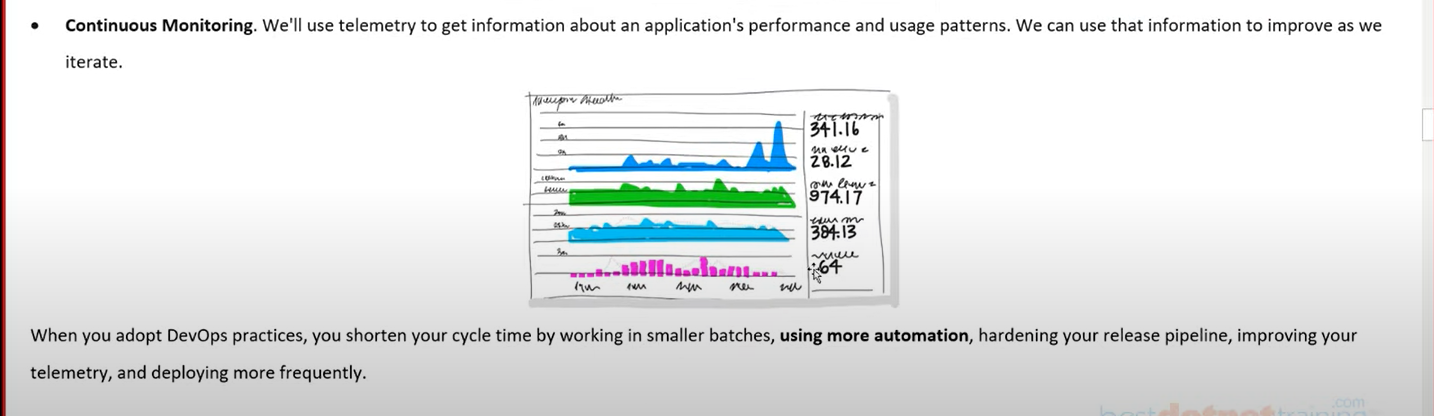 • Continuous Monitoring. We'll use telemetry to get information about an application's performance and usage patterns. We can use that information to improve as we
iterate.
341.16
28.12
974.17
384.13
64
When you adopt DevOps practices, you shorten your cycle time by working in smaller batches, using more automation, hardening your release pipeline, improving your
telemetry, and deploying more frequently.
.com